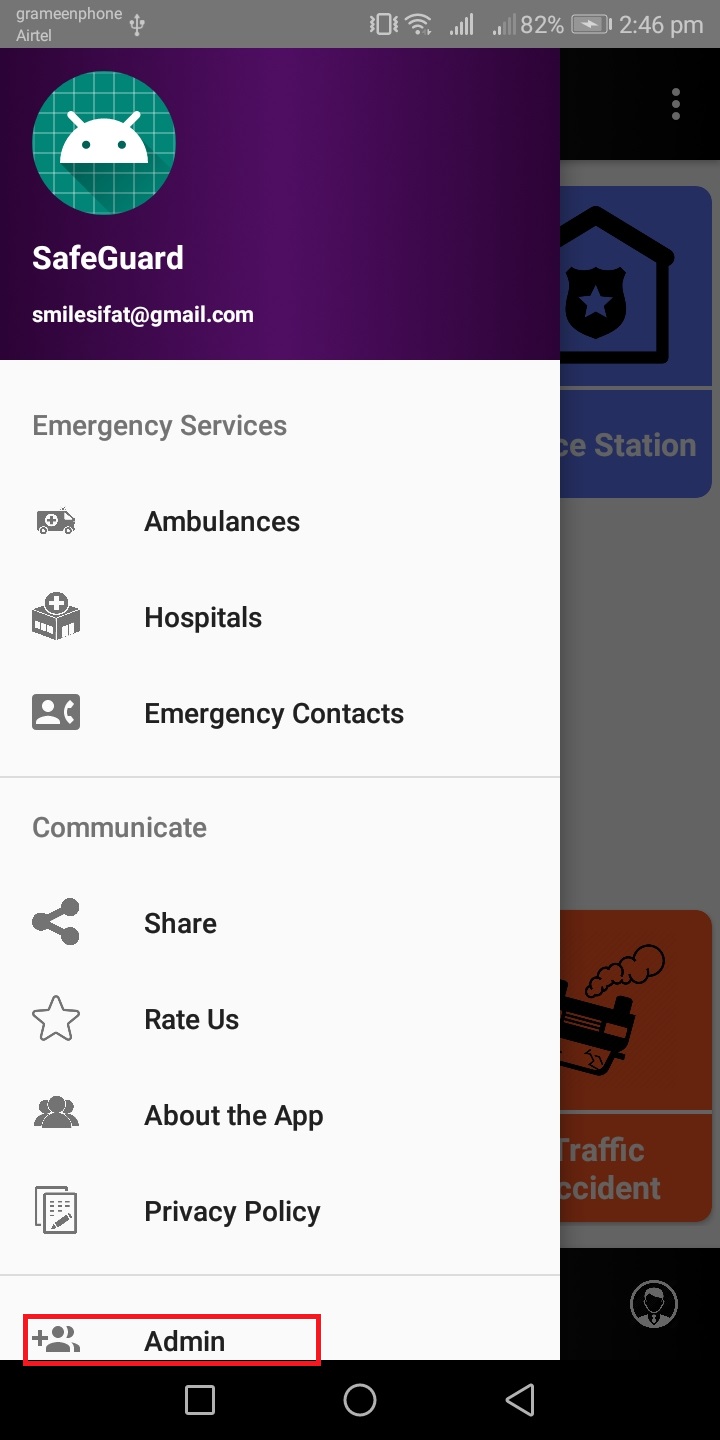 grameenphone
Airtel
82% 2:46 pm
SafeGuard
smilesifat@gmail.com
Emergency Services
Ambulances
Hospitals
Emergency Contacts
Communicate
Share
Rate Us
About the App
Privacy Policy
Admin
ce Station
Traffic
ccident